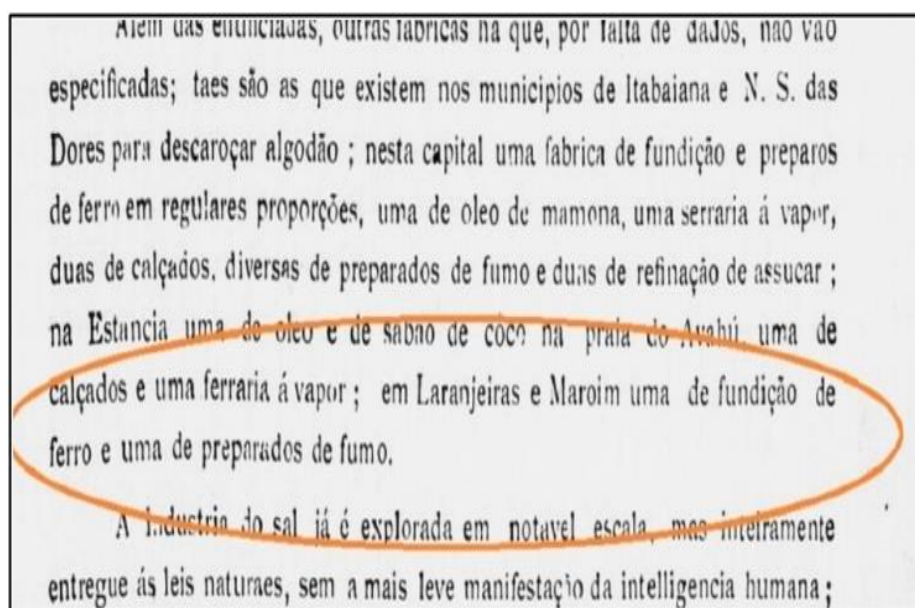 Além das enunciadas, outras fabricas ha que, por falta de dados, não vão
especificadas; taes são as que existem nos municipios de Itabaiana e N. S. das
Dores para descaroçar algodão ; nesta capital uma fabrica de fundição e preparos
de ferro em regulares proporções, uma de oleo de mamona, uma serraria á vapor,
duas de calçados, diversas de preparados de fumo e duas de refinação de assucar ;
na Estancia uma de oleo e de sabão de coco na praia do Avahú, uma de
calçados e uma ferraria á vapor ; em Laranjeiras e Maroim uma de fundição de
ferro e uma de preparados de fumo.
A industria do sal já é explorada em notavel escala, mas inteiramente
entregue ás leis naturaes, sem a mais leve manifestação da intelligencia humana ;